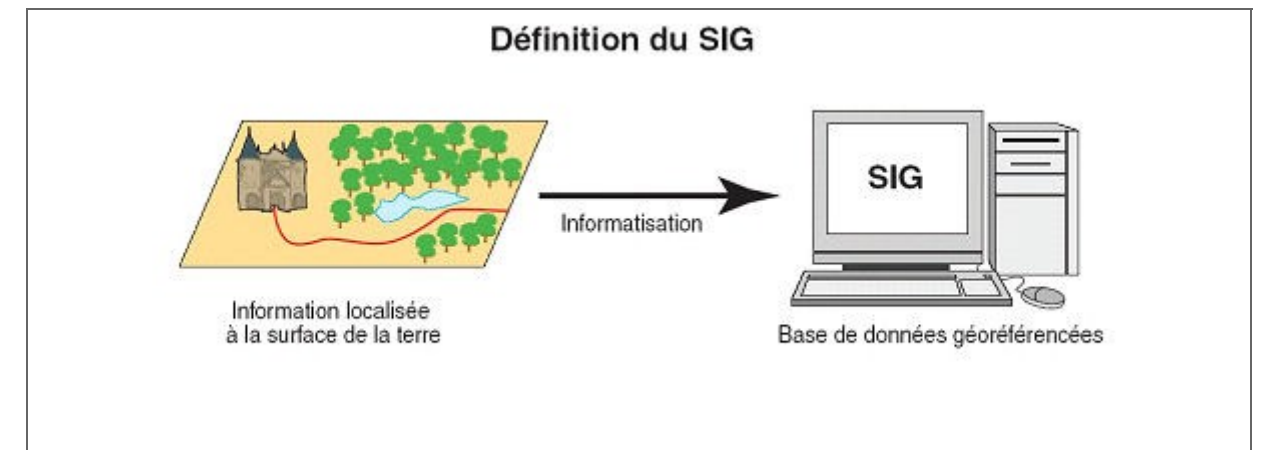 Définition du SIG
SIG
Informatisation
Information localisée
à la surface de la terre
Base de données géoréférencées